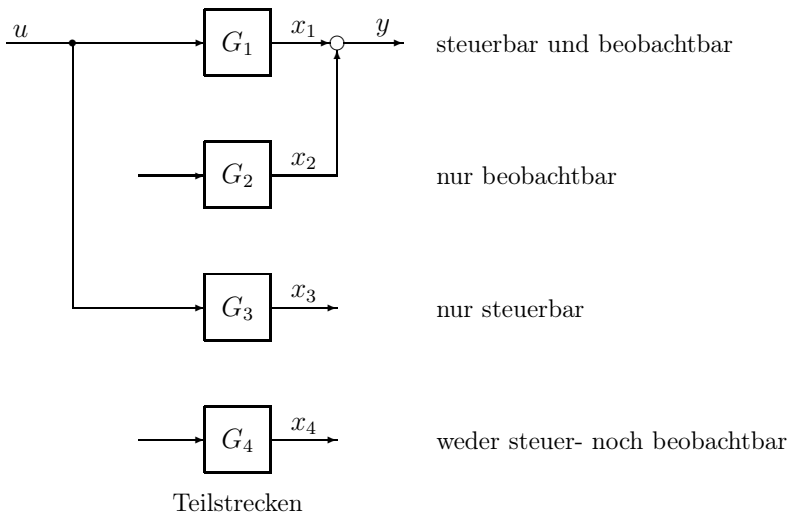 u G₁ x₁ y steuerbar und beobachtbar
G₂ x₂ nur beobachtbar
G₃ x₃ nur steuerbar
G₄ x₄ weder steuer- noch beobachtbar
Teilstrecken